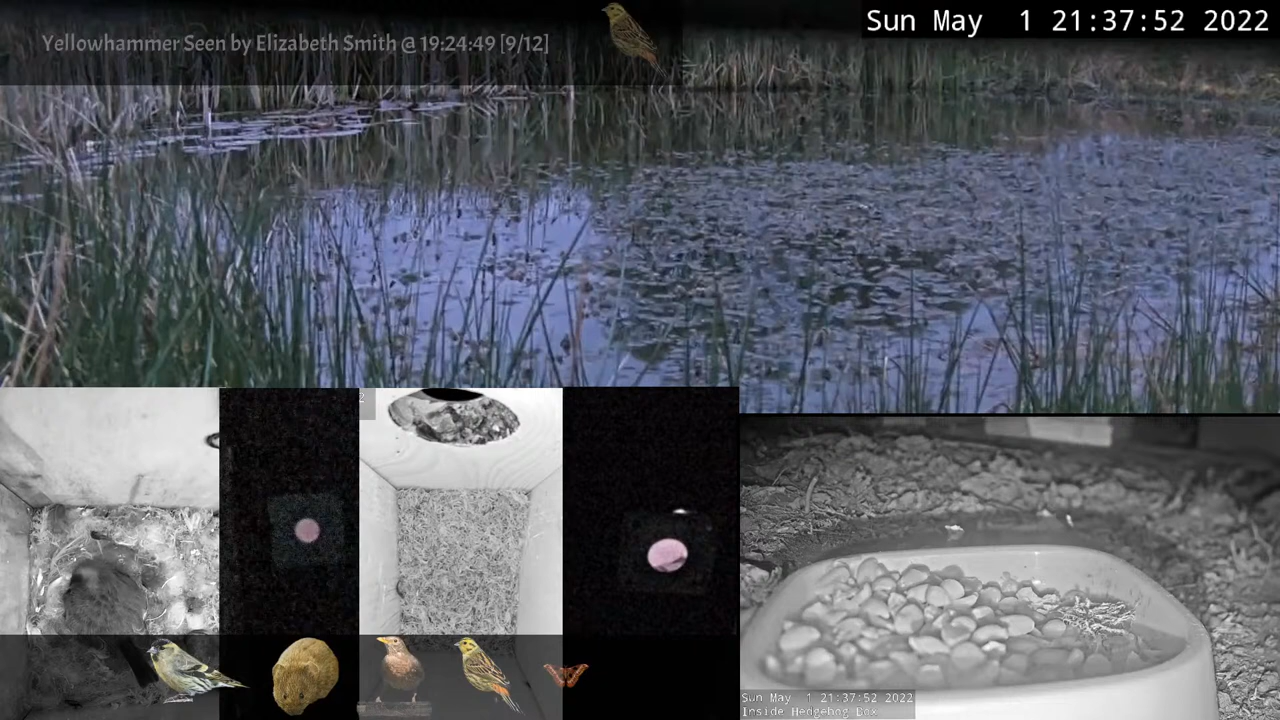 Yellowhammer Seen by Elizabeth Smith @ 19:24:49 [9/12]
Sun May 1 21:37:52 2022
2
Sun May 1 21:37:52 2022
Inside Hedgehog Box